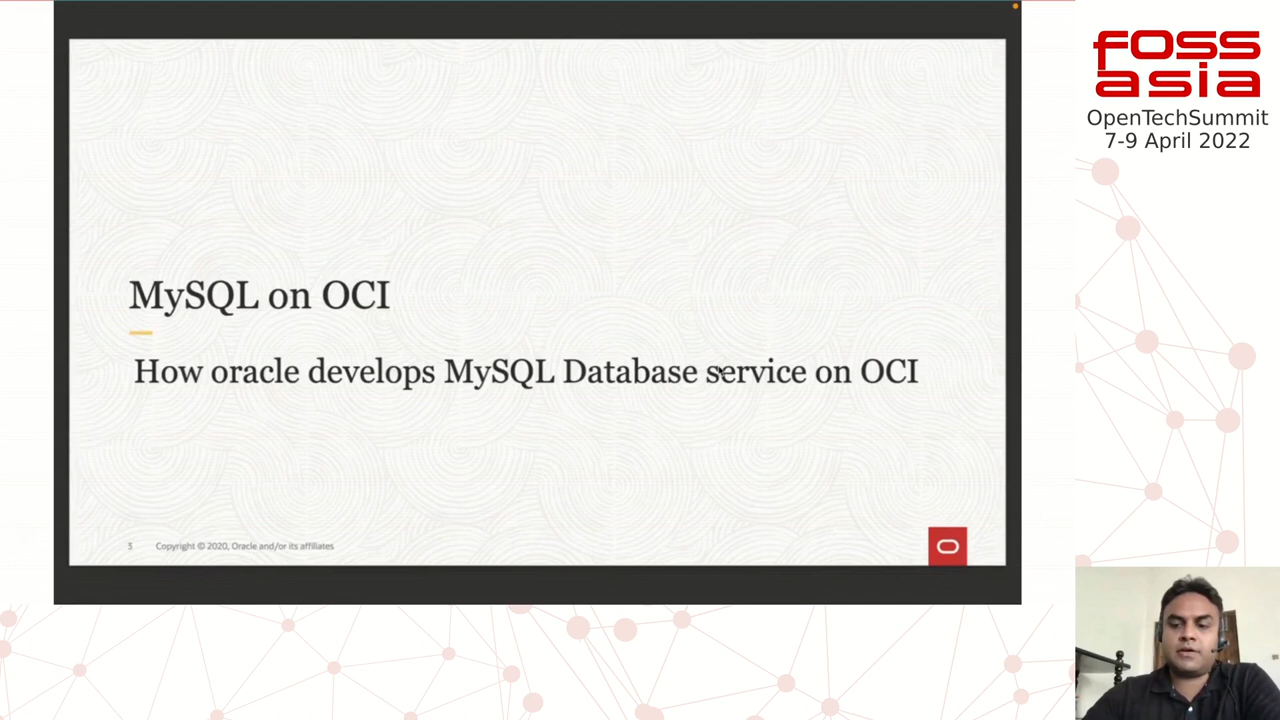 MySQL on OCI
How oracle develops MySQL Database service on OCI
3 Copyright © 2020, Oracle and/or its affiliates
FOSS
asia
OpenTechSummit
7-9 April 2022